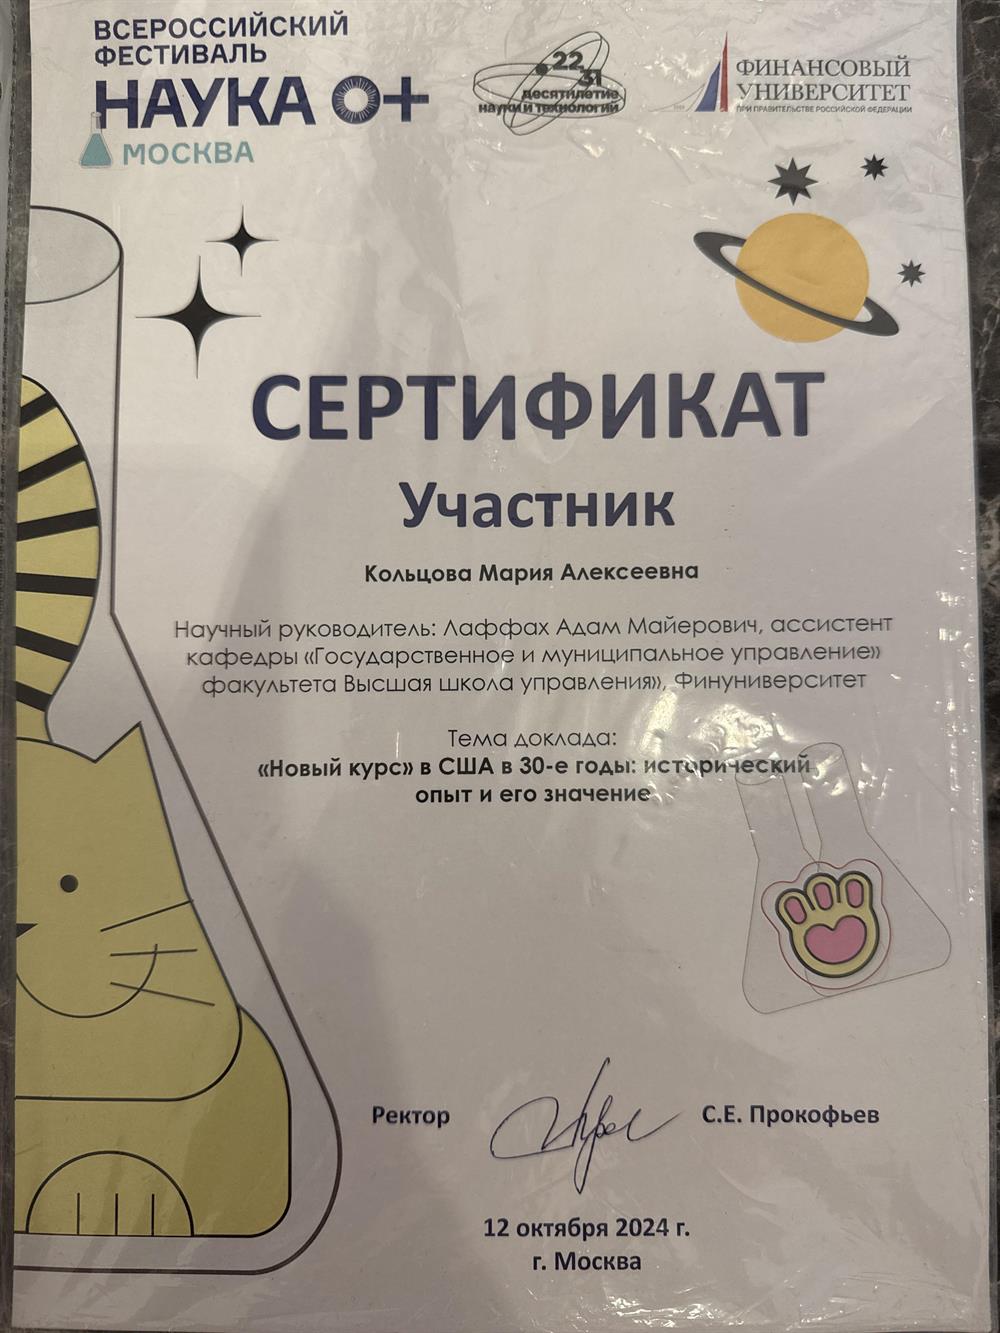 ВСЕРОССИЙСКИЙ
ФЕСТИВАЛЬ
НАУКА 0+
МОСКВА
22
31
десятилетие
науки и технологий
ФИНАНСОВЫЙ
УНИВЕРСИТЕТ
ПРИ ПРАВИТЕЛЬСТВЕ РОССИЙСКОЙ ФЕДЕРАЦИИ
СЕРТИФИКАТ
Участник
Кольцова Мария Алексеевна
Научный руководитель: Лаффах Адам Майерович, ассистент
кафедры «Государственное и муниципальное управление»
факультета Высшая школа управления», Финуниверситет
Тема доклада:
«Новый курс» в США в 30-е годы: исторический
опыт и его значение
Ректор
С.Е. Прокофьев
12 октября 2024 г.
г. Москва